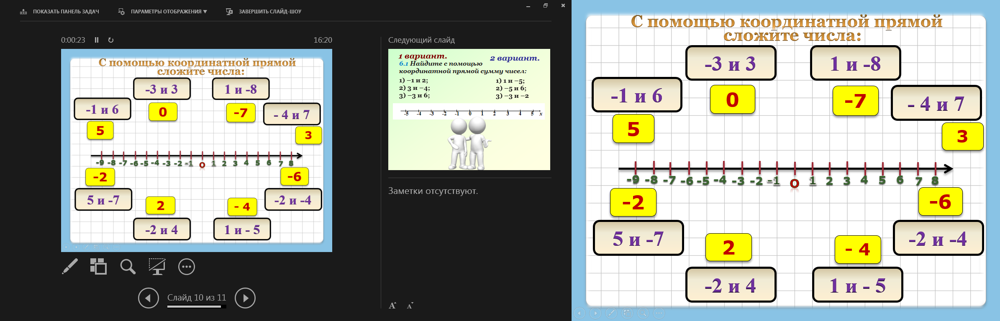 ПОКАЗАТЬ ПАНЕЛЬ ЗАДАЧ
ПАРАМЕТРЫ ОТОБРАЖЕНИЯ ▼
ЗАВЕРШИТЬ СЛАЙД-ШОУ
0:00:23
16:20
С помощью координатной прямой
сложите числа:
-3 и 3
1 и -8
-1 и 6
0
-7
- 4 и 7
5
3
-9 -8 -7 -6 -5 -4 -3 -2 -1 0 1 2 3 4 5 6 7 8
-2
-6
5 и -7
2
- 4
-2 и -4
-2 и 4
1 и - 5
Слайд 10 из 11
Следующий слайд
1 вариант.
2 вариант.
6.1 Найдите с помощью
координатной прямой сумму чисел:
1) –1 и 2;
1) 1 и –5;
2) 3 и –4;
2) –5 и 6;
3) –3 и 6;
3) –3 и –2
-5 -4 -3 -2 -1 0 1 2 3 4 5 x
Заметки отсутствуют.
A A
С помощью координатной прямой
сложите числа:
-3 и 3
1 и -8
-1 и 6
0
-7
- 4 и 7
5
3
-9 -8 -7 -6 -5 -4 -3 -2 -1 0 1 2 3 4 5 6 7 8
-2
-6
5 и -7
2
- 4
-2 и -4
-2 и 4
1 и - 5